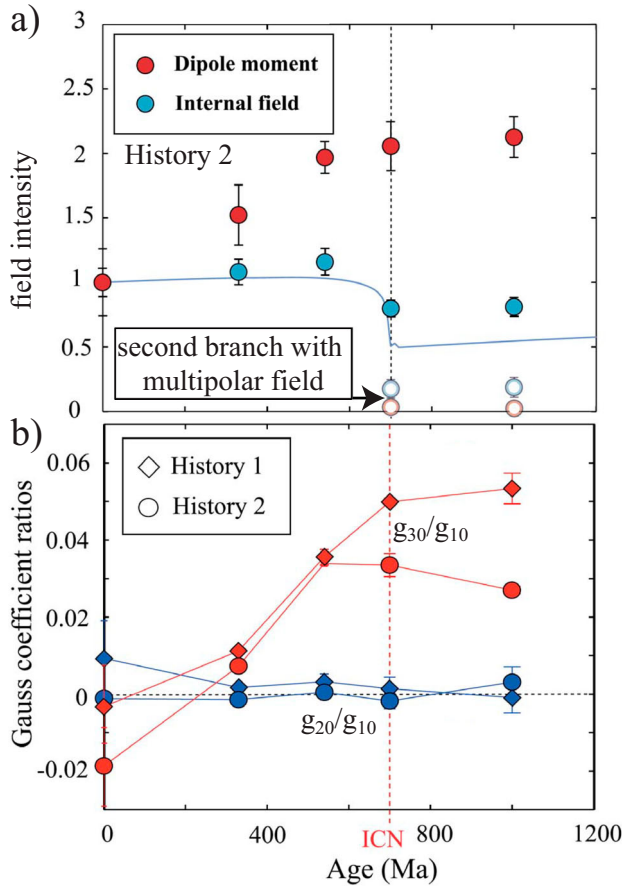 a)
3
2.5
2
1.5
1
0.5
0
field intensity
Dipole moment
Internal field
History 2
second branch with
multipolar field
b)
0.06
0.04
0.02
0
-0.02
Gauss coefficient ratios
History 1
History 2
g30/g10
g20/g10
0
400
ICN
800
1200
Age (Ma)